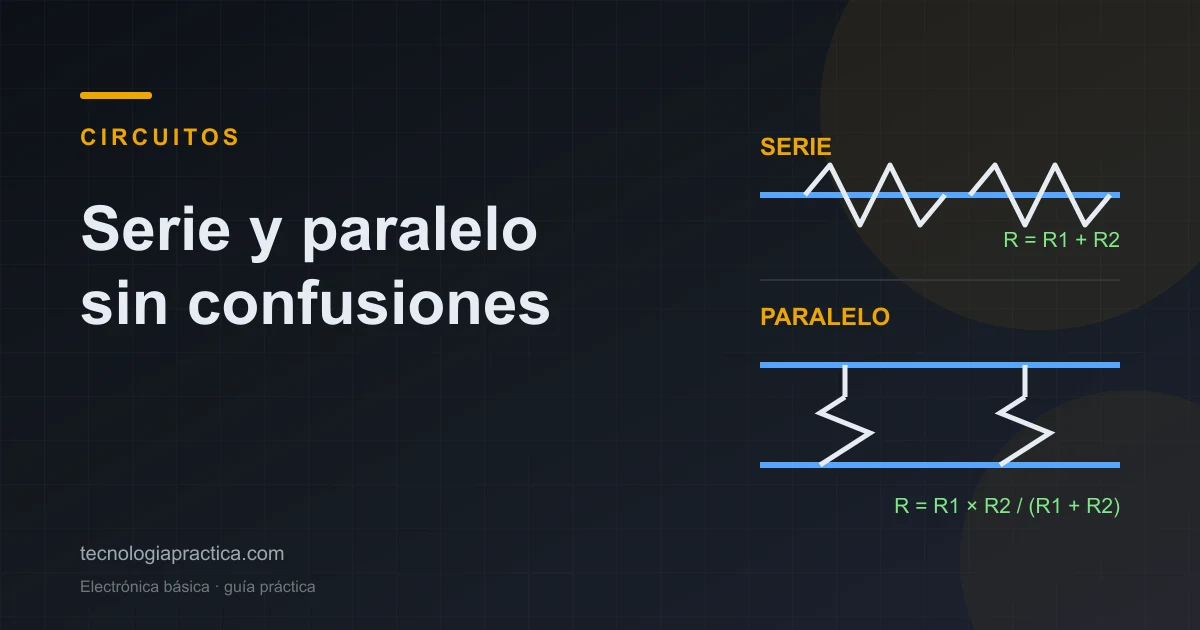 CIRCUITOS
Serie y paralelo
sin confusiones
SERIE
R = R1 + R2
PARALELO
R = R1 × R2 / (R1 + R2)
tecnologiapractica.com
Electrónica básica · guía práctica